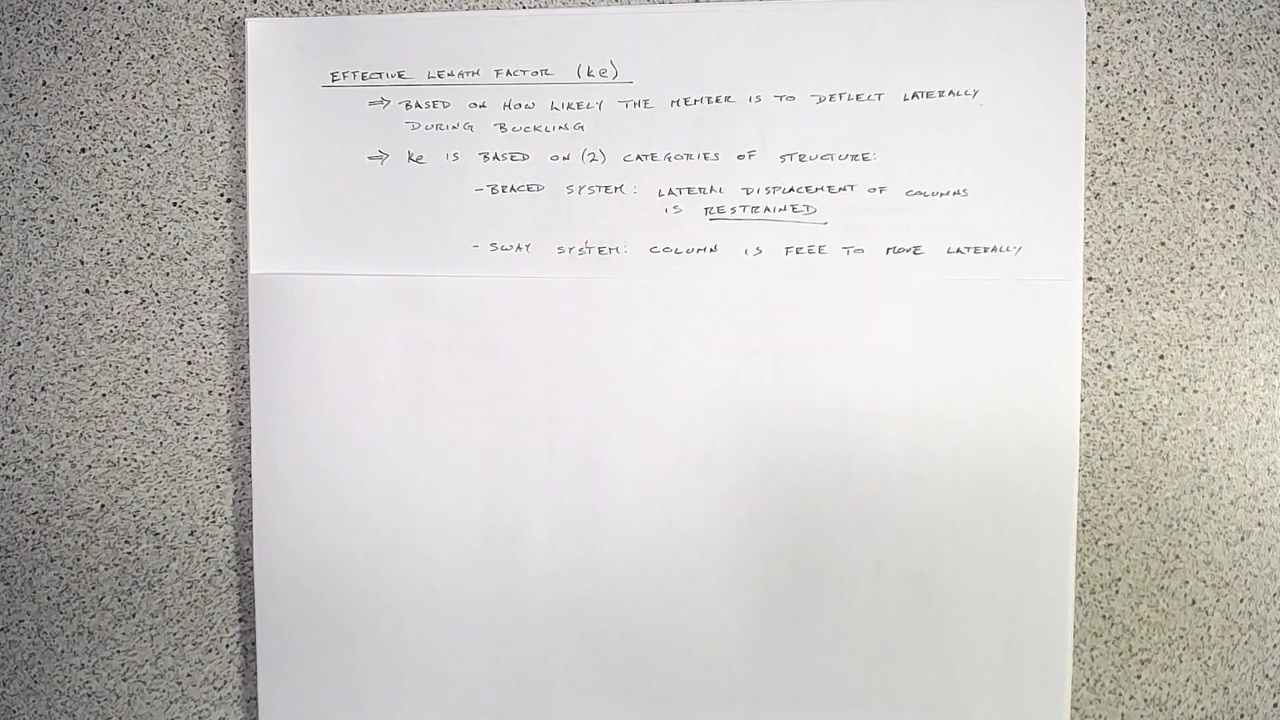 EFFECTIVE LENGTH FACTOR (ke)
⇒ BASED ON HOW LIKELY THE MEMBER IS TO DEFLECT LATERALLY
DURING BUCKLING
⇒ ke IS BASED ON (2) CATEGORIES OF STRUCTURE:
- BRACED SYSTEM: LATERAL DISPLACEMENT OF COLUMNS
IS RESTRAINED
- SWAY SYSTEM: COLUMN IS FREE TO MOVE LATERALLY